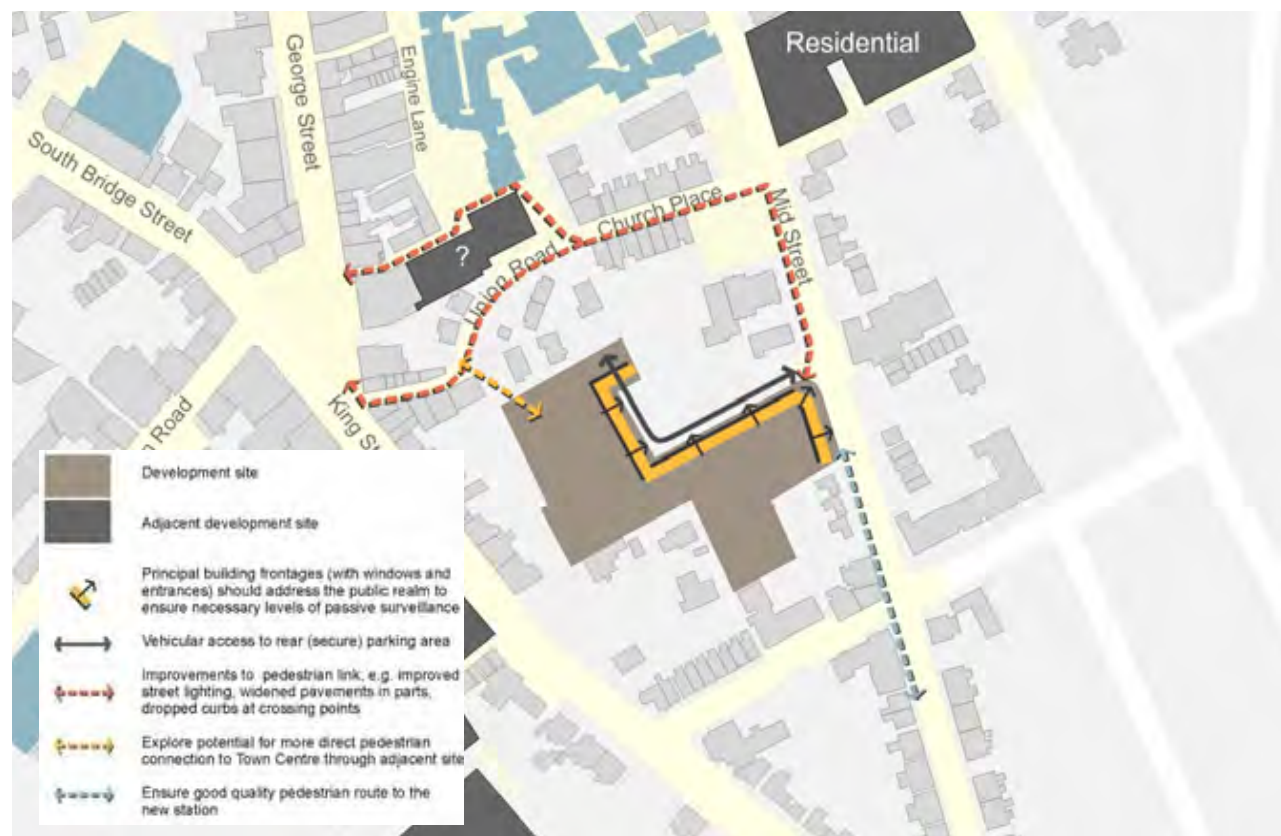 Residential
George Street
Engine Lane
South Bridge Street
Church Place
Mid Street
?
Union Road
King St
Road
Development site
Adjacent development site
Principal building frontages (with windows and
entrances) should address the public realm to
ensure necessary levels of passive surveillance
Vehicular access to rear (secure) parking area
Improvements to pedestrian link, e.g. improved
street lighting, widened pavements in parts,
dropped curbs at crossing points
Explore potential for more direct pedestrian
connection to Town Centre through adjacent site
Ensure good quality pedestrian route to the
new station